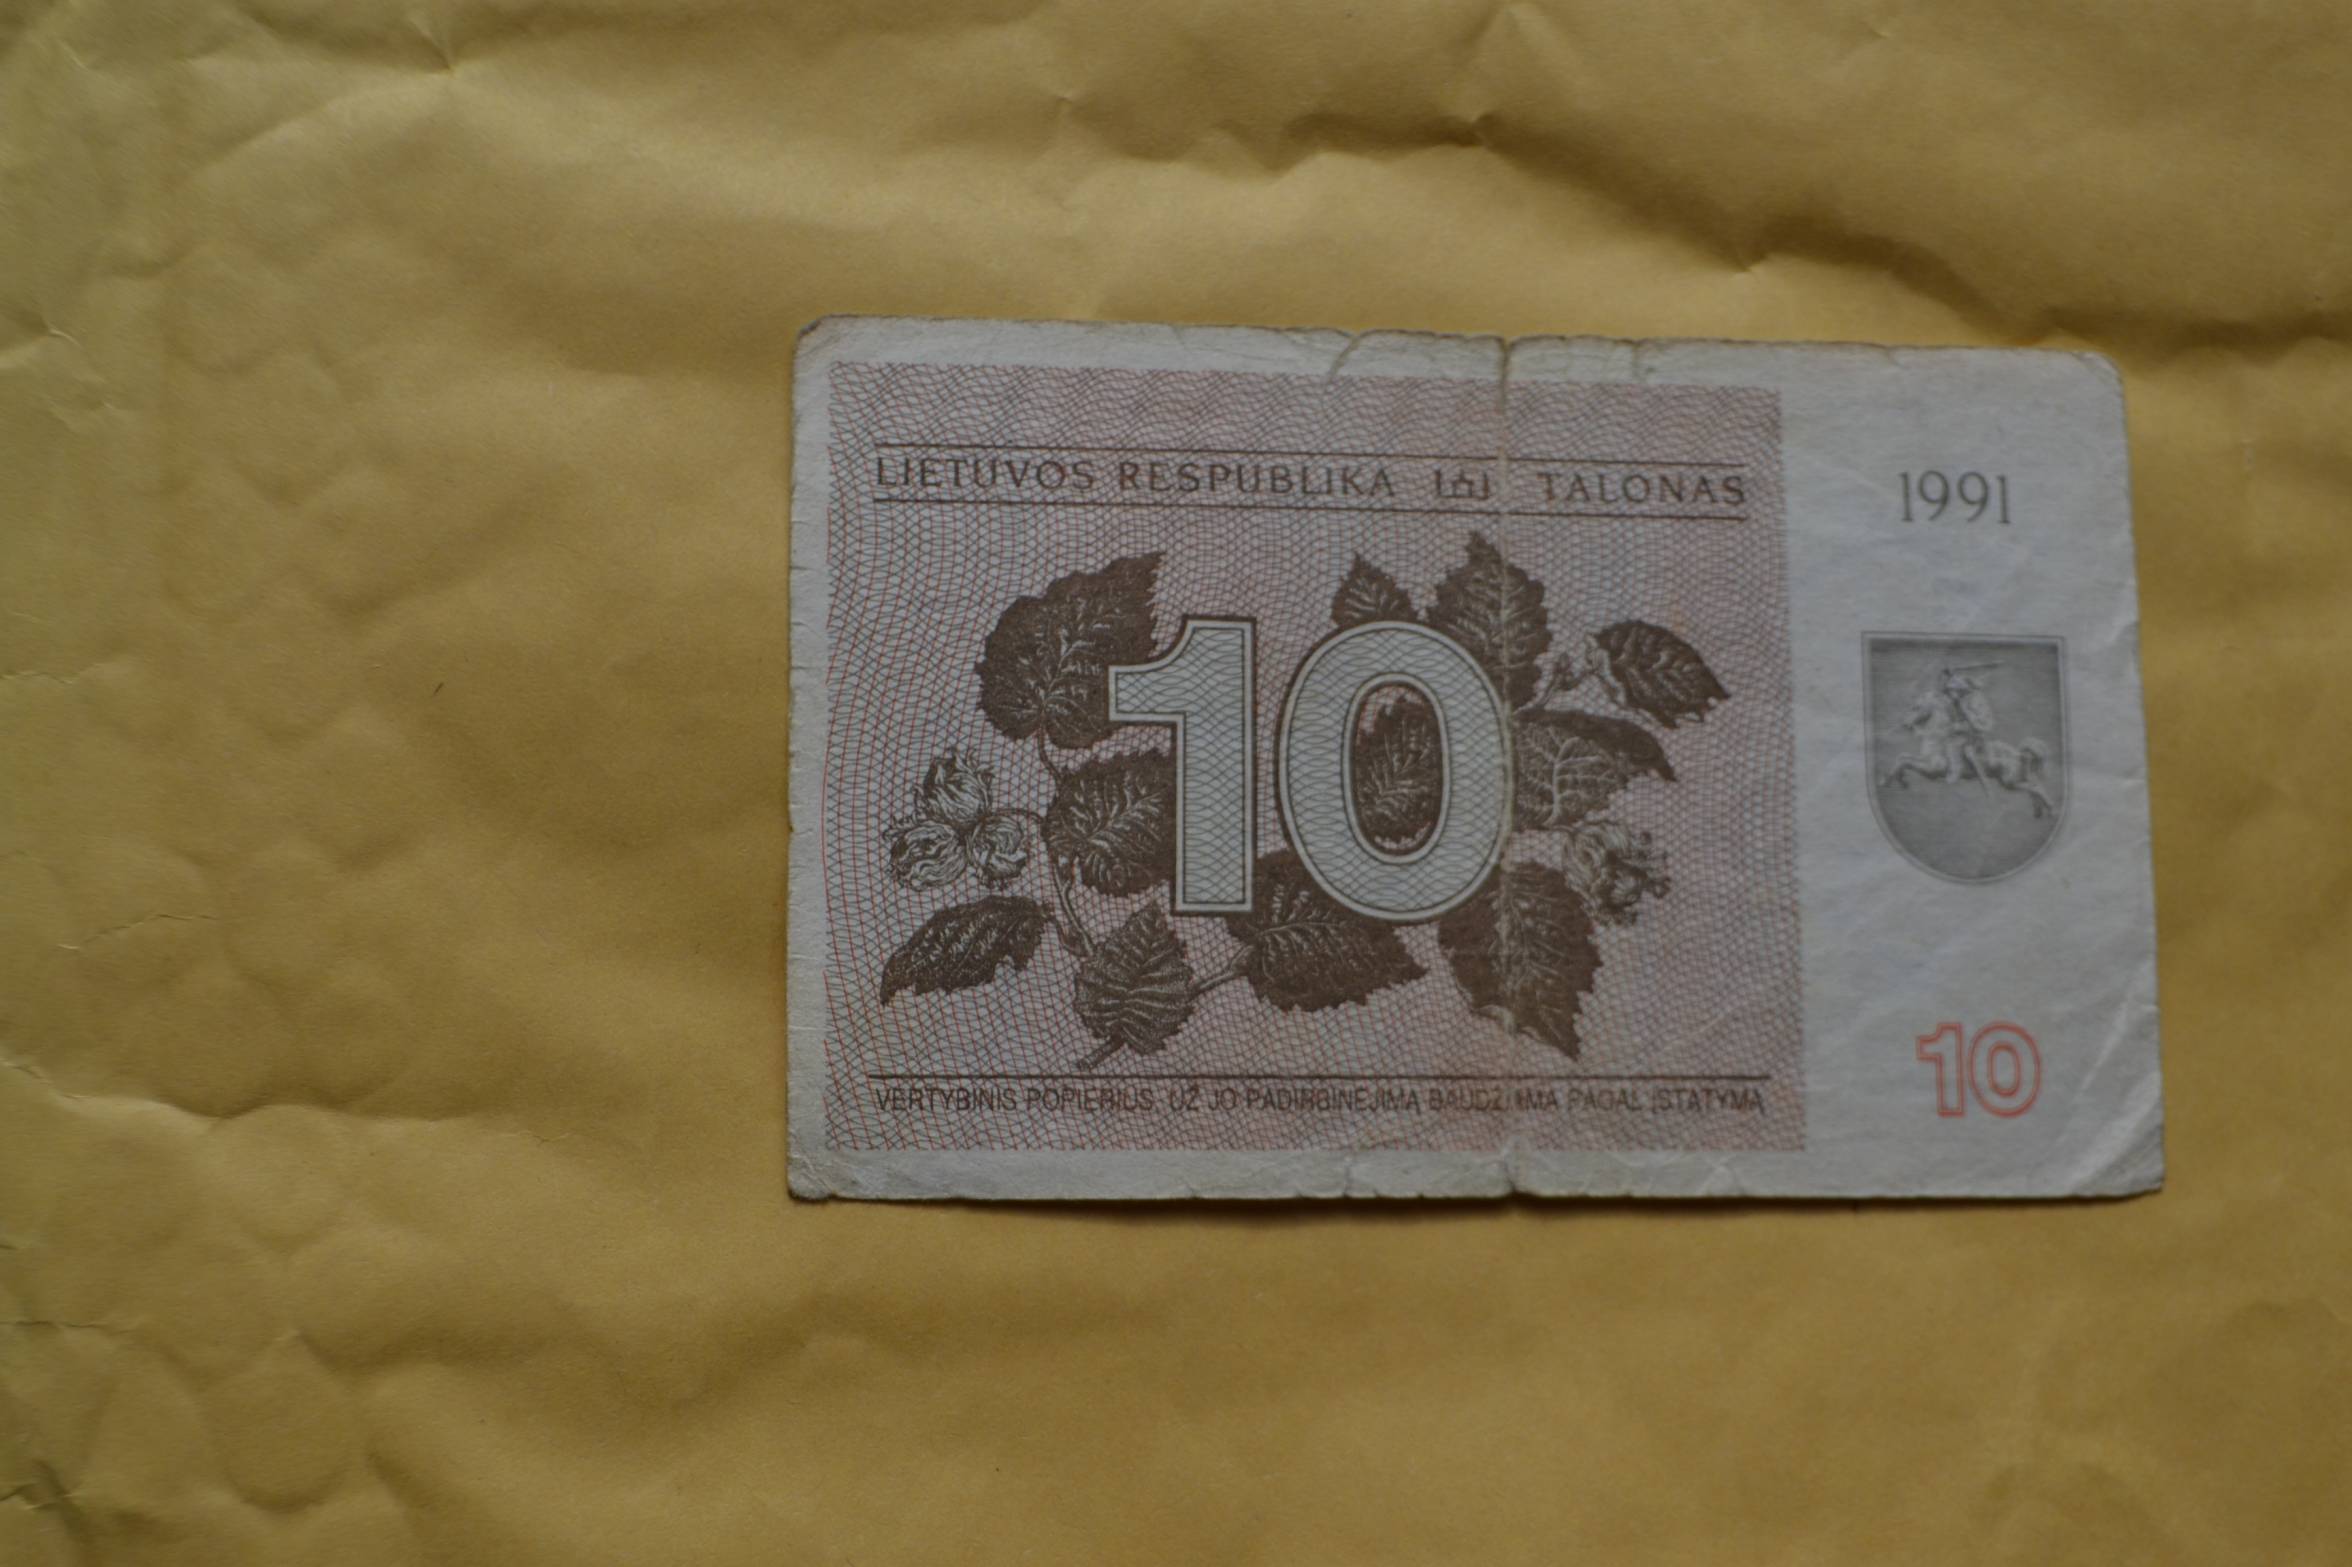 LIETUVOS RESPUBLIKA TALONAS
1991
10
10
VERTYBINIS POPIERIUS. UŽ JO PADIRBINĖJIMĄ BAUDŽIAMA PAGAL ĮSTATYMĄ